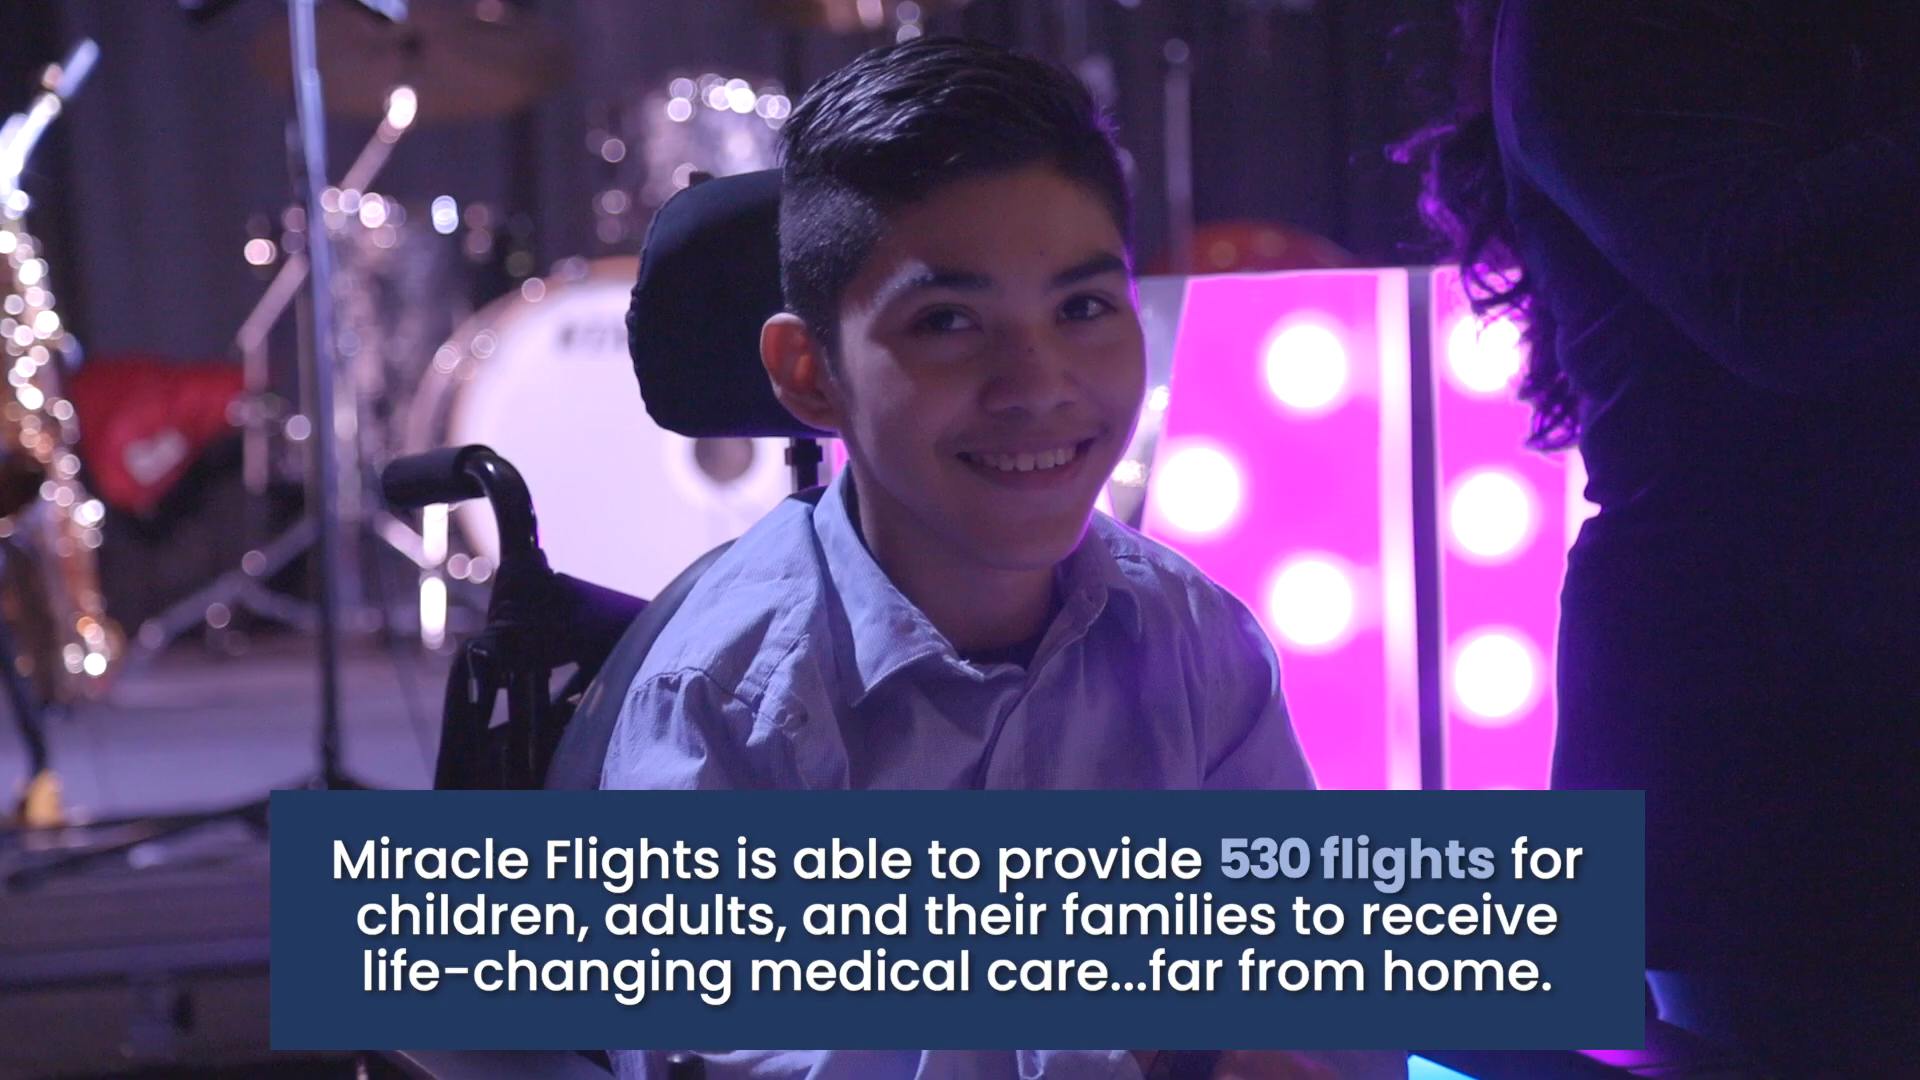 Miracle Flights is able to provide 530 flights for
children, adults, and their families to receive
life-changing medical care...far from home.